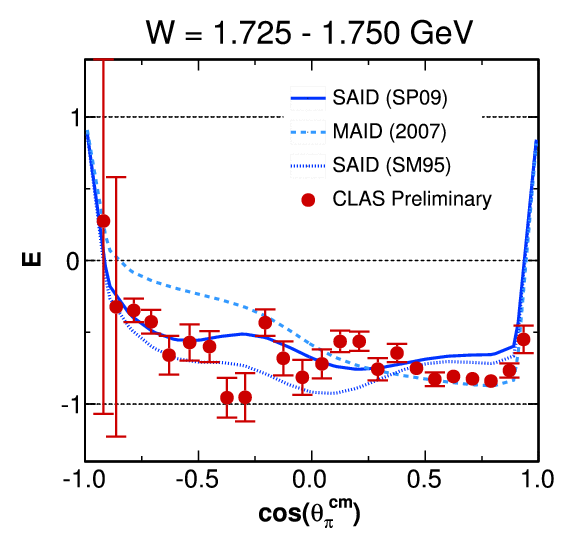 W = 1.725 - 1.750 GeV
SAID (SP09)
MAID (2007)
SAID (SM95)
CLAS Preliminary
1
0
-1
E
-1.0 -0.5 0.0 0.5 1.0
cos(θπcm)